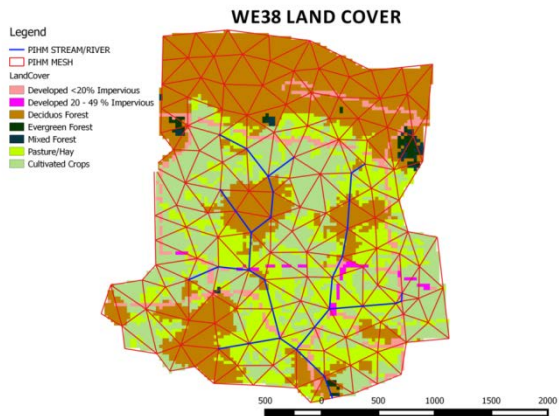 WE38 LAND COVER
Legend
PIHM STREAM/RIVER
PIHM MESH
LandCover
Developed <20% Impervious
Developed 20 - 49 % Impervious
Deciduos Forest
Evergreen Forest
Mixed Forest
Pasture/Hay
Cultivated Crops
500 0 500 1000 1500 2000